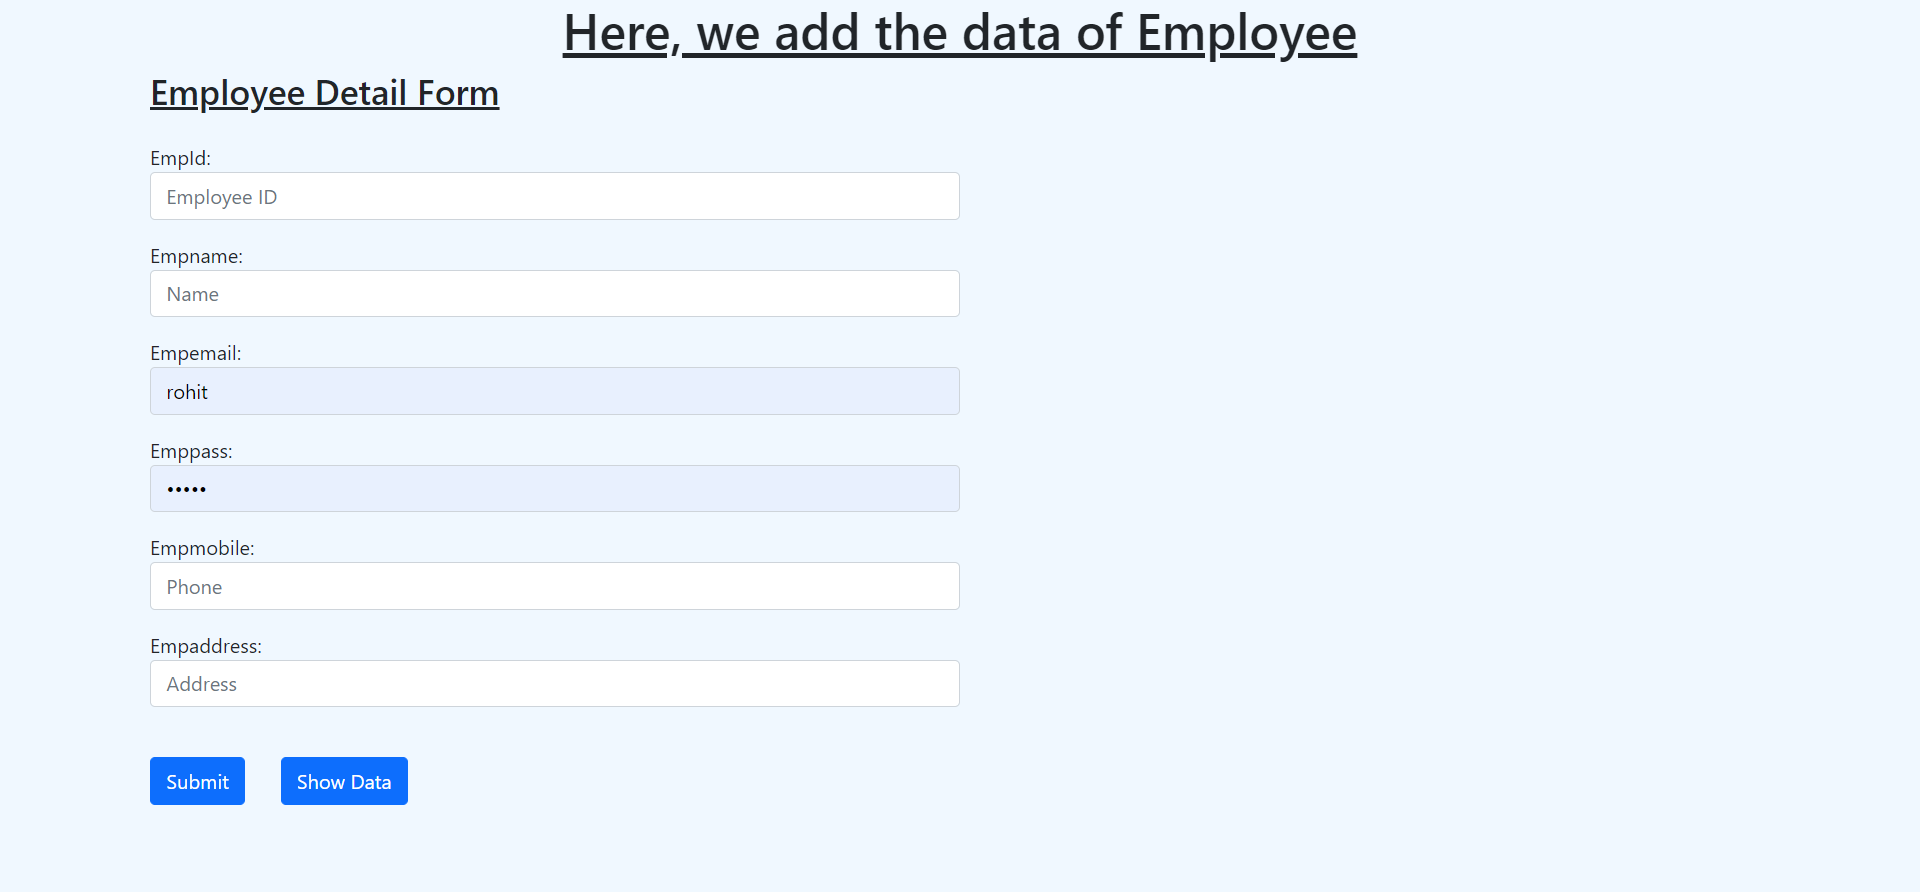 Here, we add the data of Employee
Employee Detail Form
EmpId:
Employee ID
Empname:
Name
Empemail:
rohit
Emppass:
•••••
Empmobile:
Phone
Empaddress:
Address
Submit Show Data